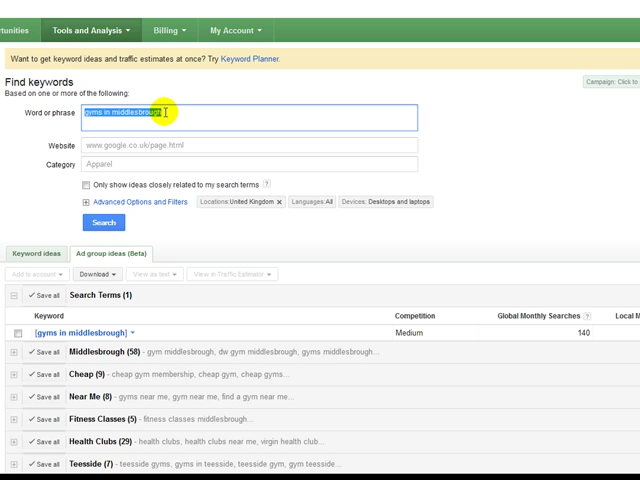 rtunities Tools and Analysis Billing My Account
Want to get keyword ideas and traffic estimates at once? Try Keyword Planner.
Find keywords
Campaign: Click to
Based on one or more of the following:
Word or phrase gyms in middlesbrough
Website www.google.co.uk/page.html
Category Apparel
Only show ideas closely related to my search terms ?
Advanced Options and Filters Locations: United Kingdom × Languages: All Devices: Desktops and laptops
Search
Keyword ideas Ad group ideas (Beta)
Add to account Download View as text View in Traffic Estimator
Save all Search Terms (1)
Keyword Competition Global Monthly Searches ? Local M
[gyms in middlesbrough] Medium 140
Save all Middlesbrough (58) - gym middlesbrough, dw gym middlesbrough, gyms middlesbrough...
Save all Cheap (9) - cheap gym membership, cheap gym, cheap gyms...
Save all Near Me (8) - gyms near me, gym near me, find a gym near me...
Save all Fitness Classes (5) - fitness classes middlesbrough...
Save all Health Clubs (29) - health clubs, health clubs near me, virgin health club...
Save all Teesside (7) - teesside gyms, gyms in teesside, teesside gym, gym teesside...